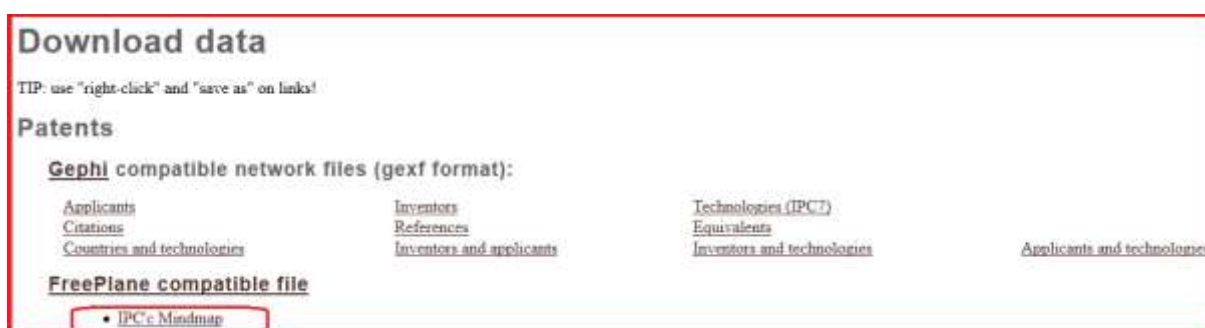 Download data
TIP: use "right-click" and "save as" on links!
Patents
Gephi compatible network files (gexf format):
Applicants Inventors Technologies (IPC7)
Citations References Equivalents
Countries and technologies Inventors and applicants Inventors and technologies Applicants and technologies
FreePlane compatible file
• IPC'c Mindmap